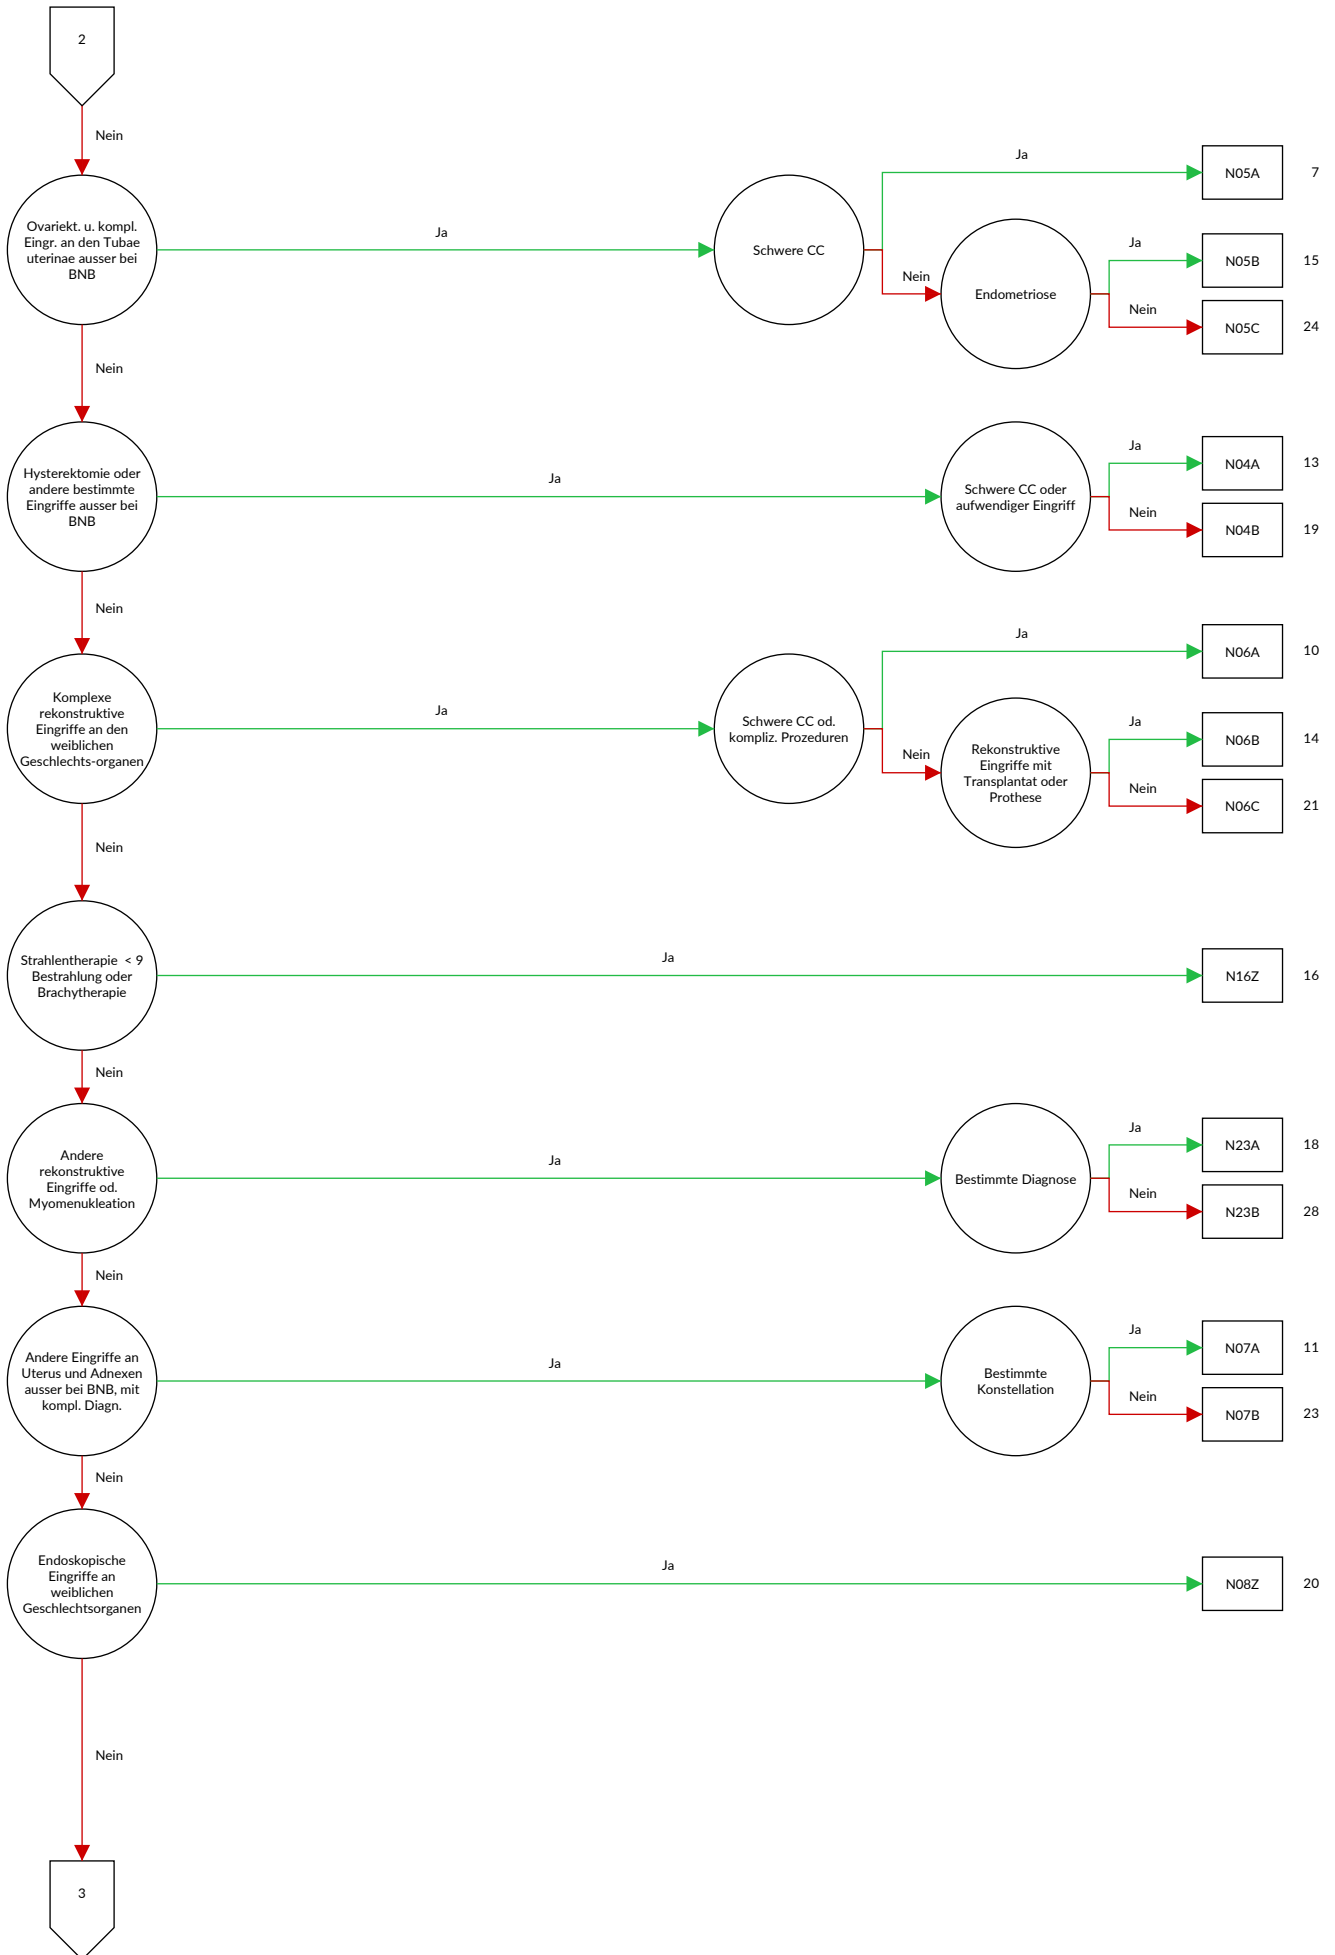 2
Nein
Ovariekt. u. kompl.
Eingr. an den Tubae
uterinae ausser bei
BNB
Ja
Schwere CC
Ja
N05A
7
Nein
Endometriose
Ja
N05B
15
Nein
N05C
24
Nein
Hysterektomie oder
andere bestimmte
Eingriffe ausser bei
BNB
Ja
Schwere CC oder
aufwendiger Eingriff
Ja
N04A
13
Nein
N04B
19
Nein
Komplexe
rekonstruktive
Eingriffe an den
weiblichen
Geschlechts-organen
Ja
Schwere CC od.
kompliz. Prozeduren
Ja
N06A
10
Nein
Rekonstruktive
Eingriffe mit
Transplantat oder
Prothese
Ja
N06B
14
Nein
N06C
21
Nein
Strahlentherapie < 9
Bestrahlung oder
Brachytherapie
Ja
N16Z
16
Nein
Andere
rekonstruktive
Eingriffe od.
Myomenukleation
Ja
Bestimmte Diagnose
Ja
N23A
18
Nein
N23B
28
Nein
Andere Eingriffe an
Uterus und Adnexen
ausser bei BNB, mit
kompl. Diagn.
Ja
Bestimmte
Konstellation
Ja
N07A
11
Nein
N07B
23
Nein
Endoskopische
Eingriffe an
weiblichen
Geschlechtsorganen
Ja
N08Z
20
Nein
3